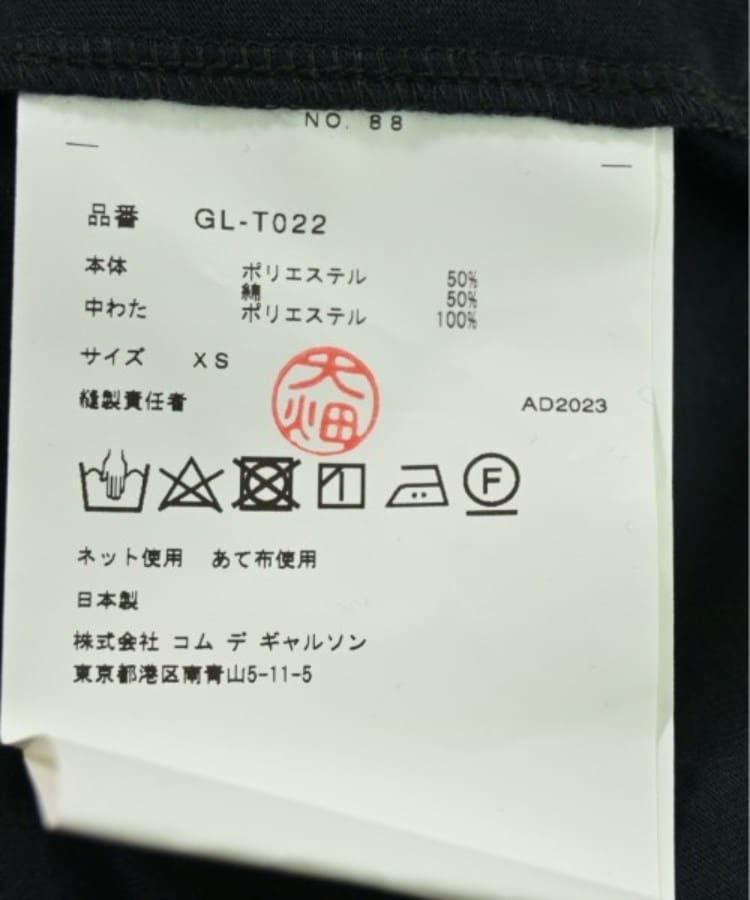 NO. 88
品番 GL-T022
本体 ポリエステル 50%
綿 50%
中わた ポリエステル 100%
サイズ XS
縫製責任者 大畑 AD2023
F
ネット使用 あて布使用
日本製
株式会社 コム デ ギャルソン
東京都港区南青山5-11-5